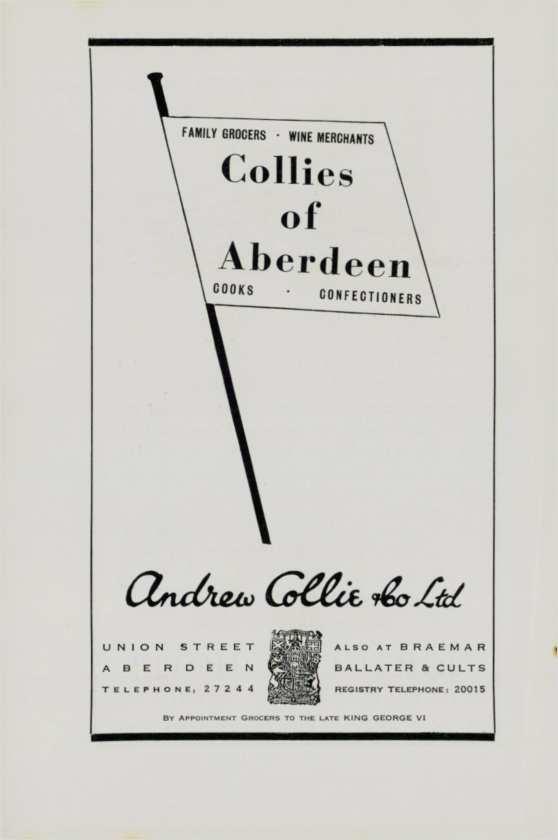 FAMILY GROCERS · WINE MERCHANTS
Collies
of
Aberdeen
COOKS · CONFECTIONERS
Andrew Collie & Co Ltd
UNION STREET
ABERDEEN
TELEPHONE, 27244
ALSO AT BRAEMAR
BALLATER & CULTS
REGISTRY TELEPHONE: 20015
BY APPOINTMENT GROCERS TO THE LATE KING GEORGE VI